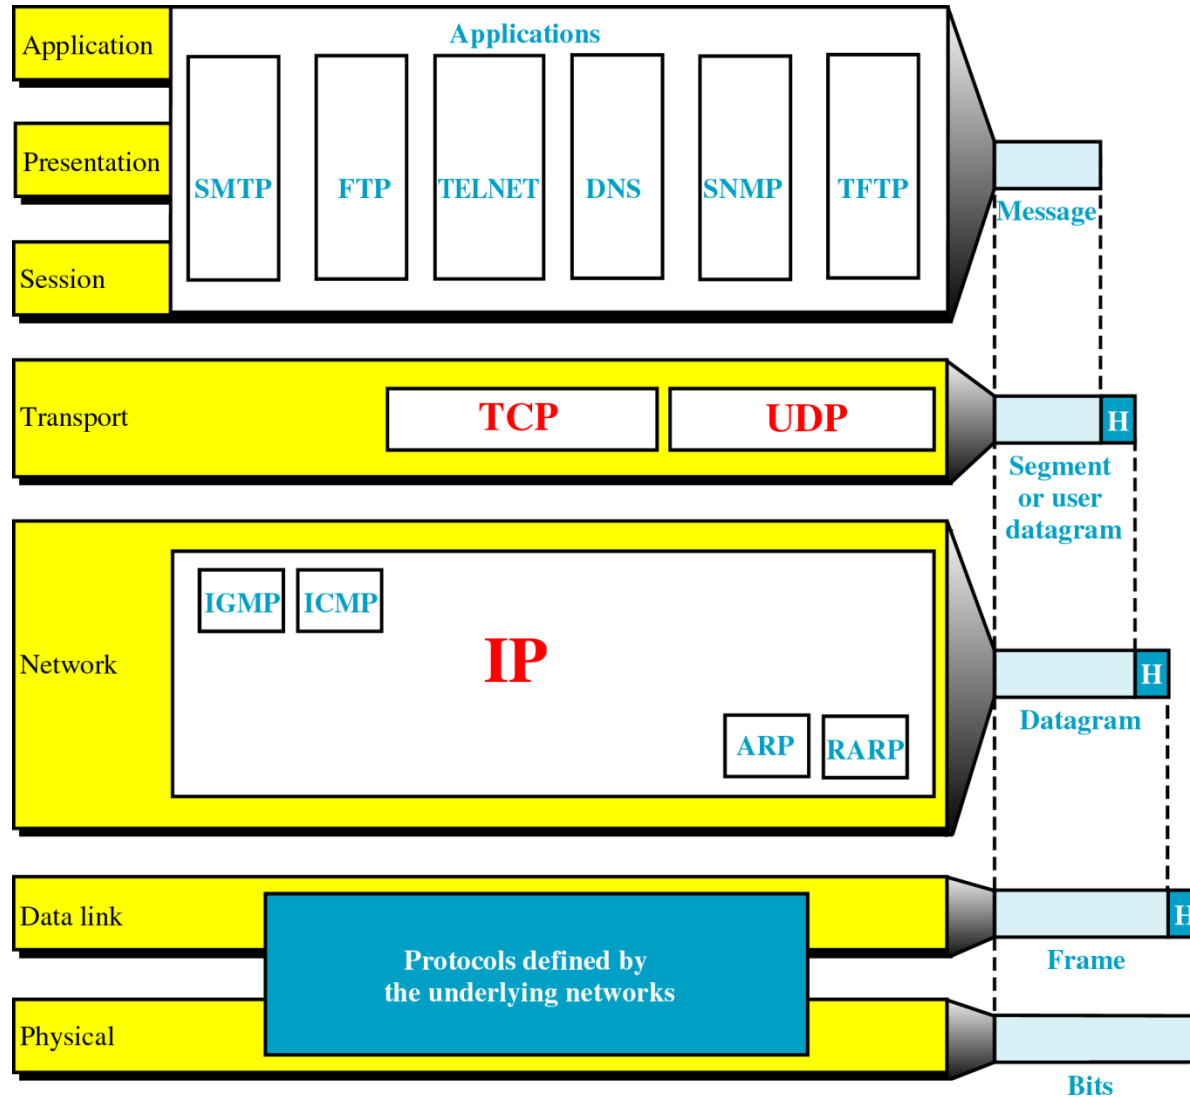 Application
Applications
Presentation
SMTP
FTP
TELNET
DNS
SNMP
TFTP
Message
Session
Transport
TCP
UDP
H
Segment
or user
datagram
IGMP
ICMP
Network
IP
H
Datagram
ARP
RARP
Data link
H
Protocols defined by
the underlying networks
Frame
Physical
Bits